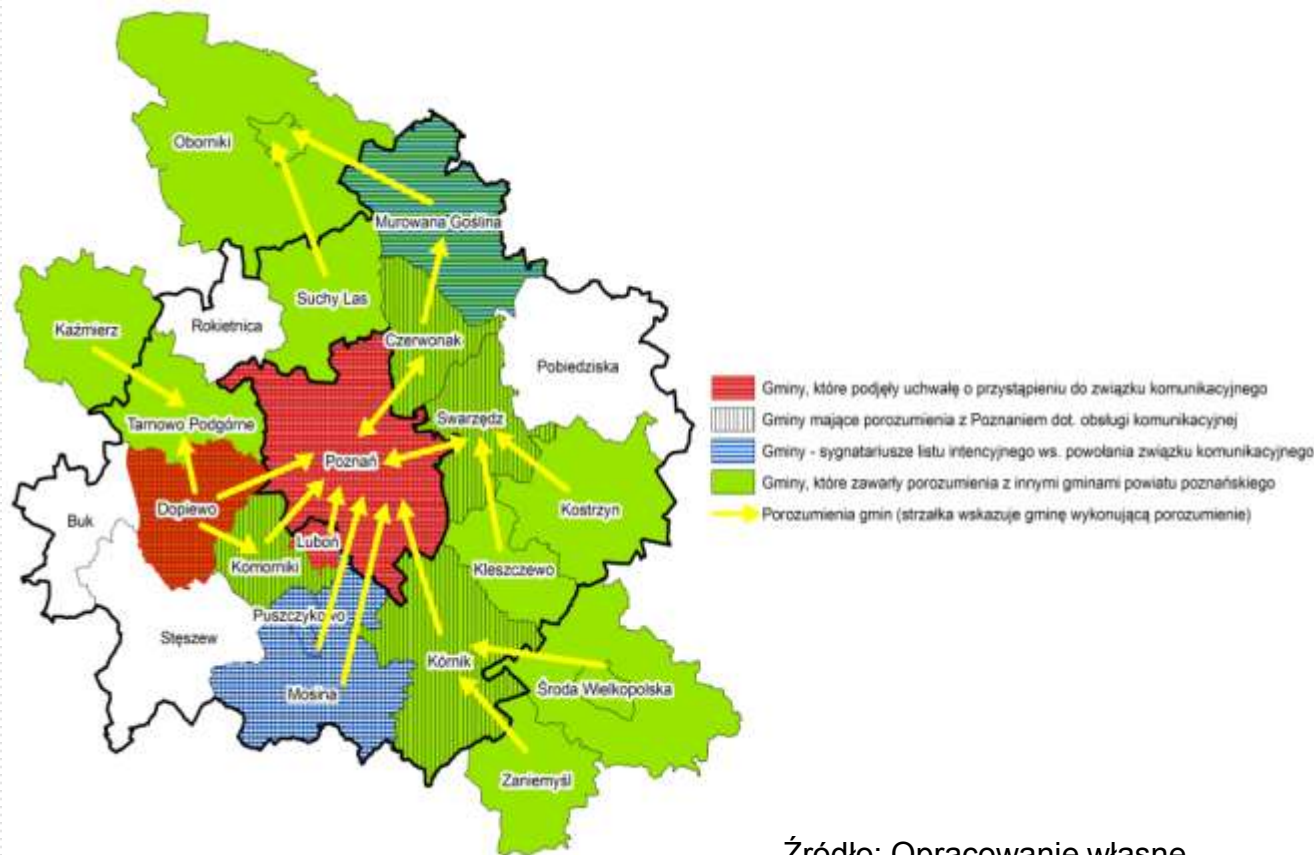 Oborniki
Murowana Goślina
Suchy Las
Kaźmierz
Rokietnica
Czerwonak
Pobiedziska
Tarnowo Podgórne
Swarzędz
Poznań
Buk
Dopiewo
Kostrzyn
Luboń
Komorniki
Kleszczewo
Puszczykowo
Stęszew
Kórnik
Mosina
Środa Wielkopolska
Zaniemyśl
Gminy, które podjęły uchwałę o przystąpieniu do związku komunikacyjnego
Gminy mające porozumienia z Poznaniem dot. obsługi komunikacyjnej
Gminy - sygnatariusze listu intencyjnego ws. powołania związku komunikacyjnego
Gminy, które zawarły porozumienia z innymi gminami powiatu poznańskiego
Porozumienia gmin (strzałka wskazuje gminę wykonującą porozumienie)
Źródło: Opracowanie własne